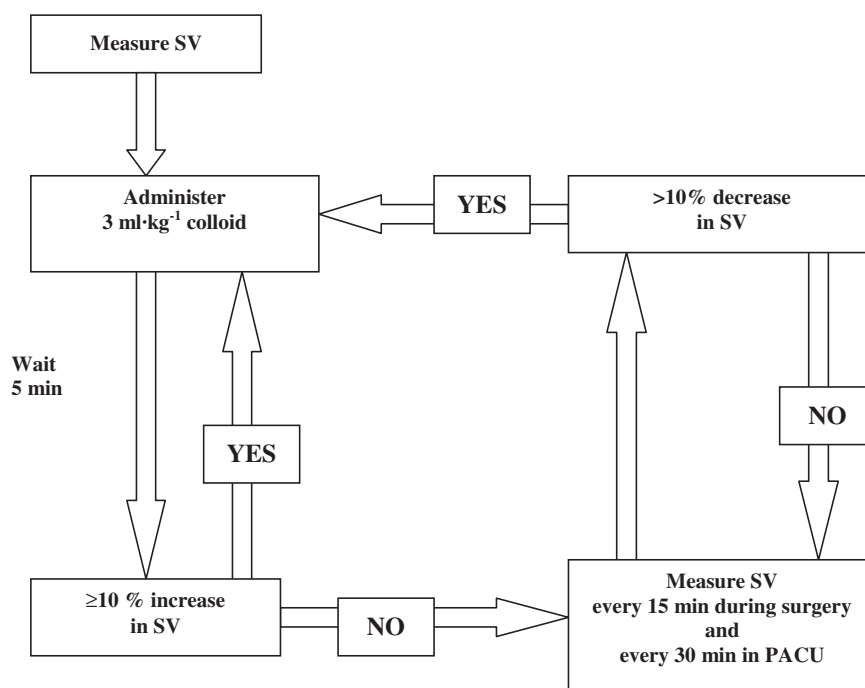 Measure SV
Administer
3 ml·kg⁻¹ colloid
YES
>10% decrease
in SV
Wait
5 min
YES
NO
≥10 % increase
in SV
NO
Measure SV
every 15 min during surgery
and
every 30 min in PACU